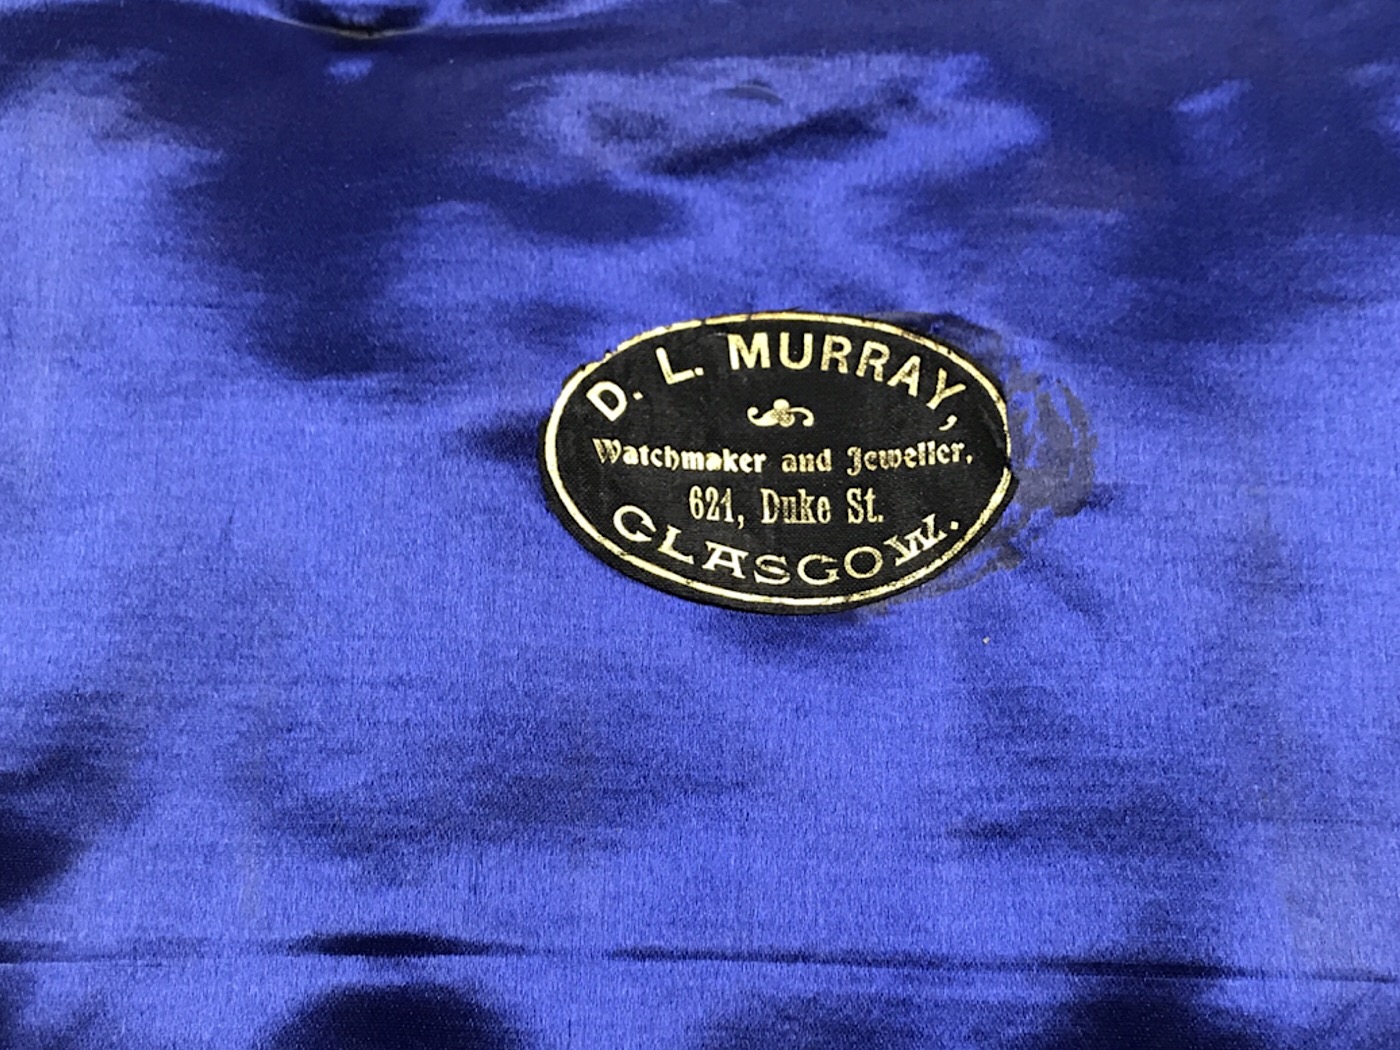 D. L. MURRAY,
Watchmaker and Jeweller,
621, Duke St.
GLASGOW.